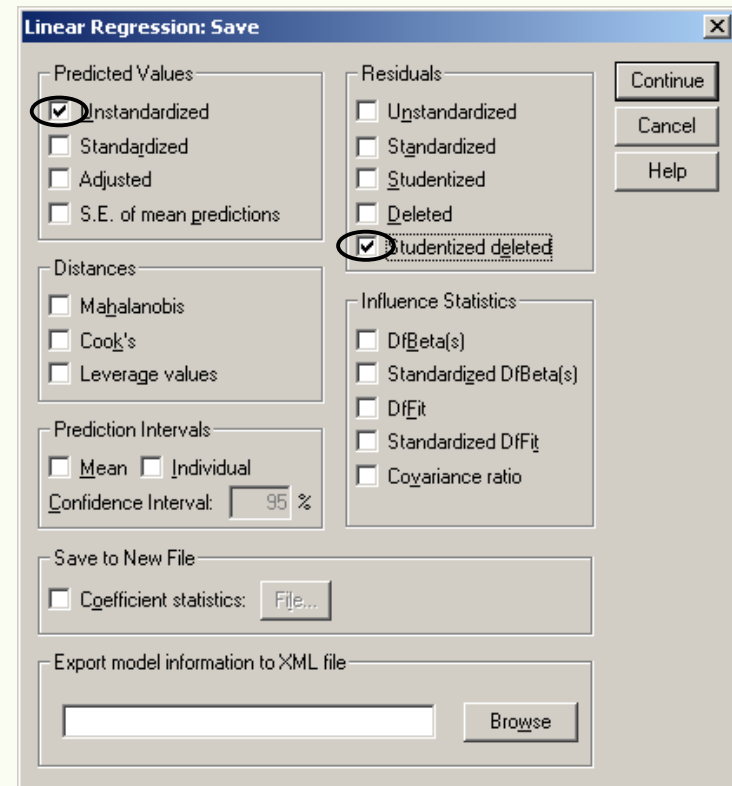 Linear Regression: Save
Predicted Values
Unstandardized
Standardized
Adjusted
S.E. of mean predictions
Distances
Mahalanobis
Cook's
Leverage values
Prediction Intervals
Mean Individual
Confidence Interval: 95 %
Residuals
Unstandardized
Standardized
Studentized
Deleted
Studentized deleted
Influence Statistics
DfBeta(s)
Standardized DfBeta(s)
DfFit
Standardized DfFit
Covariance ratio
Continue
Cancel
Help
Save to New File
Coefficient statistics: File...
Export model information to XML file
Browse